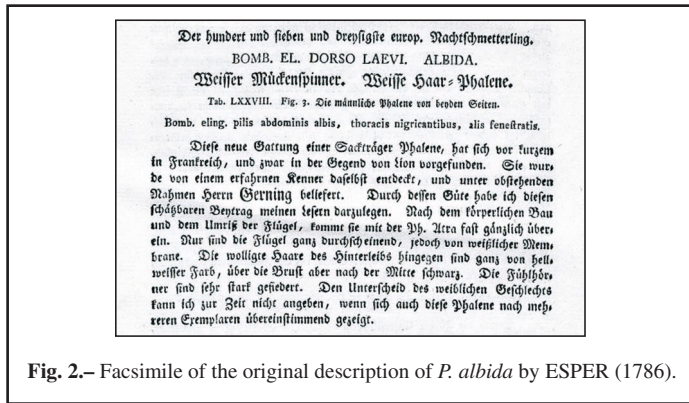 Der hundert und sieben und dreysigste europ. Nachtschmetterling.
BOMB. EL. DORSO LAEVI. ALBIDA.
Weisser Mückenspinner. Weisse Haar-Phalene.
Tab. LXXVIII. Fig. 3. Die männliche Phalene von beyden Seiten.
Bomb. eling. pilis abdominis albis, thoracis nigricantibus, alis fenestratis.
Diese neue Gattung einer Sackträger Phalene, hat sich vor kurzem
in Frankreich, und zwar in der Gegend von Lion vorgefunden. Sie wur-
de von einem erfahrnen Kenner daselbst entdeckt, und unter obstehenden
Nahmen Herrn Gerning beliefert. Durch dessen Güte habe ich diesen
schätzbaren Beytrag meinen Lesern darzulegen. Nach dem körperlichen Bau
und dem Umriß der Flügel, kommt sie mit der Ph. Atra fast gänzlich über-
ein. Nur sind die Flügel ganz durchscheinend, jedoch von weißlicher Mem-
brane. Die wolligte Haare des Hinterleibs hingegen sind ganz von hell-
weisser Farb, über die Brust aber nach der Mitte schwarz. Die Fühlhör-
ner sind sehr stark gefiedert. Den Unterscheid des weiblichen Geschlechts
kann ich zur Zeit nicht angeben, wenn sich auch diese Phalene nach meh-
reren Exemplaren übereinstimmend gezeigt.
Fig. 2.– Facsimile of the original description of P. albida by ESPER (1786).